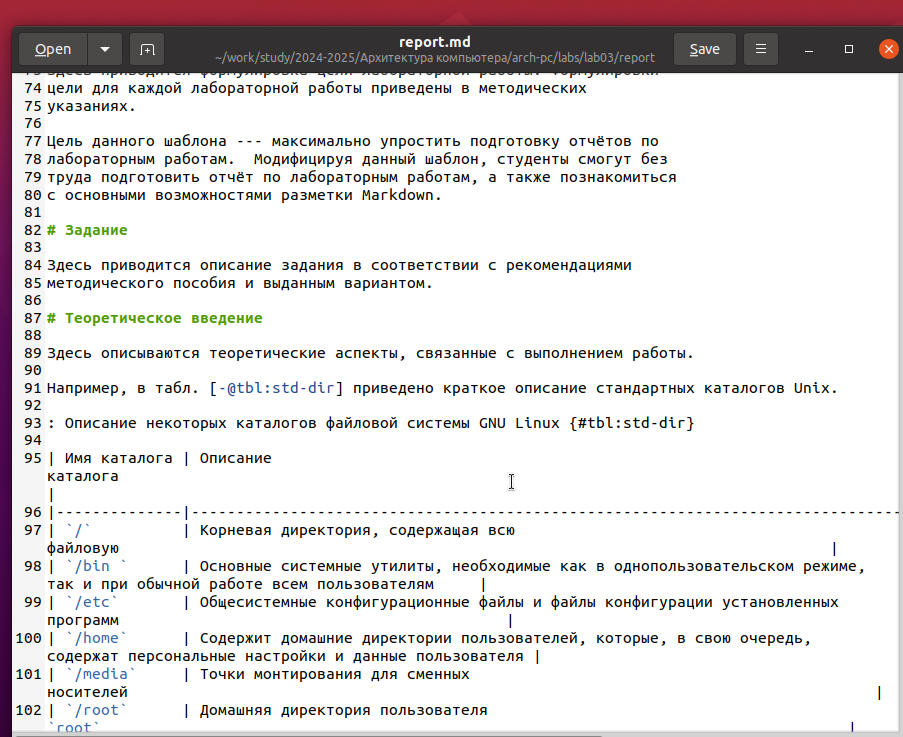 Open
report.md
~/work/study/2024-2025/Архитектура компьютера/arch-pc/labs/lab03/report
Save
73 Здесь приводится формулировка цели лабораторной работы. Формулировки
74 цели для каждой лабораторной работы приведены в методических
75 указаниях.
76
77 Цель данного шаблона --- максимально упростить подготовку отчётов по
78 лабораторным работам.  Модифицируя данный шаблон, студенты смогут без
79 труда подготовить отчёт по лабораторным работам, а также познакомиться
80 с основными возможностями разметки Markdown.
81
82 # Задание
83
84 Здесь приводится описание задания в соответствии с рекомендациями
85 методического пособия и выданным вариантом.
86
87 # Теоретическое введение
88
89 Здесь описываются теоретические аспекты, связанные с выполнением работы.
90
91 Например, в табл. [-@tbl:std-dir] приведено краткое описание стандартных каталогов Unix.
92
93 : Описание некоторых каталогов файловой системы GNU Linux {#tbl:std-dir}
94
95 | Имя каталога | Описание
каталога
|
96 |--------------|-------------------------------------------------------------------------------
97 | `/`          | Корневая директория, содержащая всю
файловую |
98 | `/bin `      | Основные системные утилиты, необходимые как в однопользовательском режиме,
так и при обычной работе всем пользователям |
99 | `/etc`       | Общесистемные конфигурационные файлы и файлы конфигурации установленных
программ |
100 | `/home`      | Содержит домашние директории пользователей, которые, в свою очередь,
содержат персональные настройки и данные пользователя |
101 | `/media`     | Точки монтирования для сменных
носителей |
102 | `/root`      | Домашняя директория пользователя
`root` |